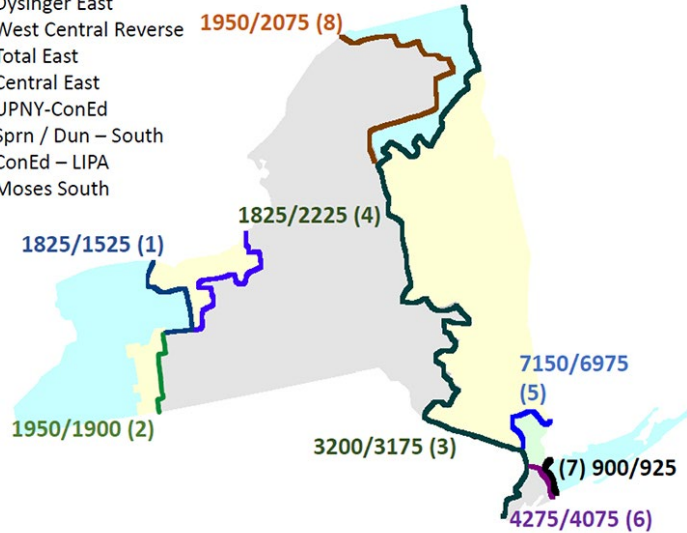 Dysinger East
West Central Reverse
Total East
Central East
UPNY-ConEd
Sprn / Dun – South
ConEd – LIPA
Moses South
1950/2075 (8)
1825/2225 (4)
1825/1525 (1)
7150/6975
(5)
1950/1900 (2)
3200/3175 (3)
(7) 900/925
4275/4075 (6)